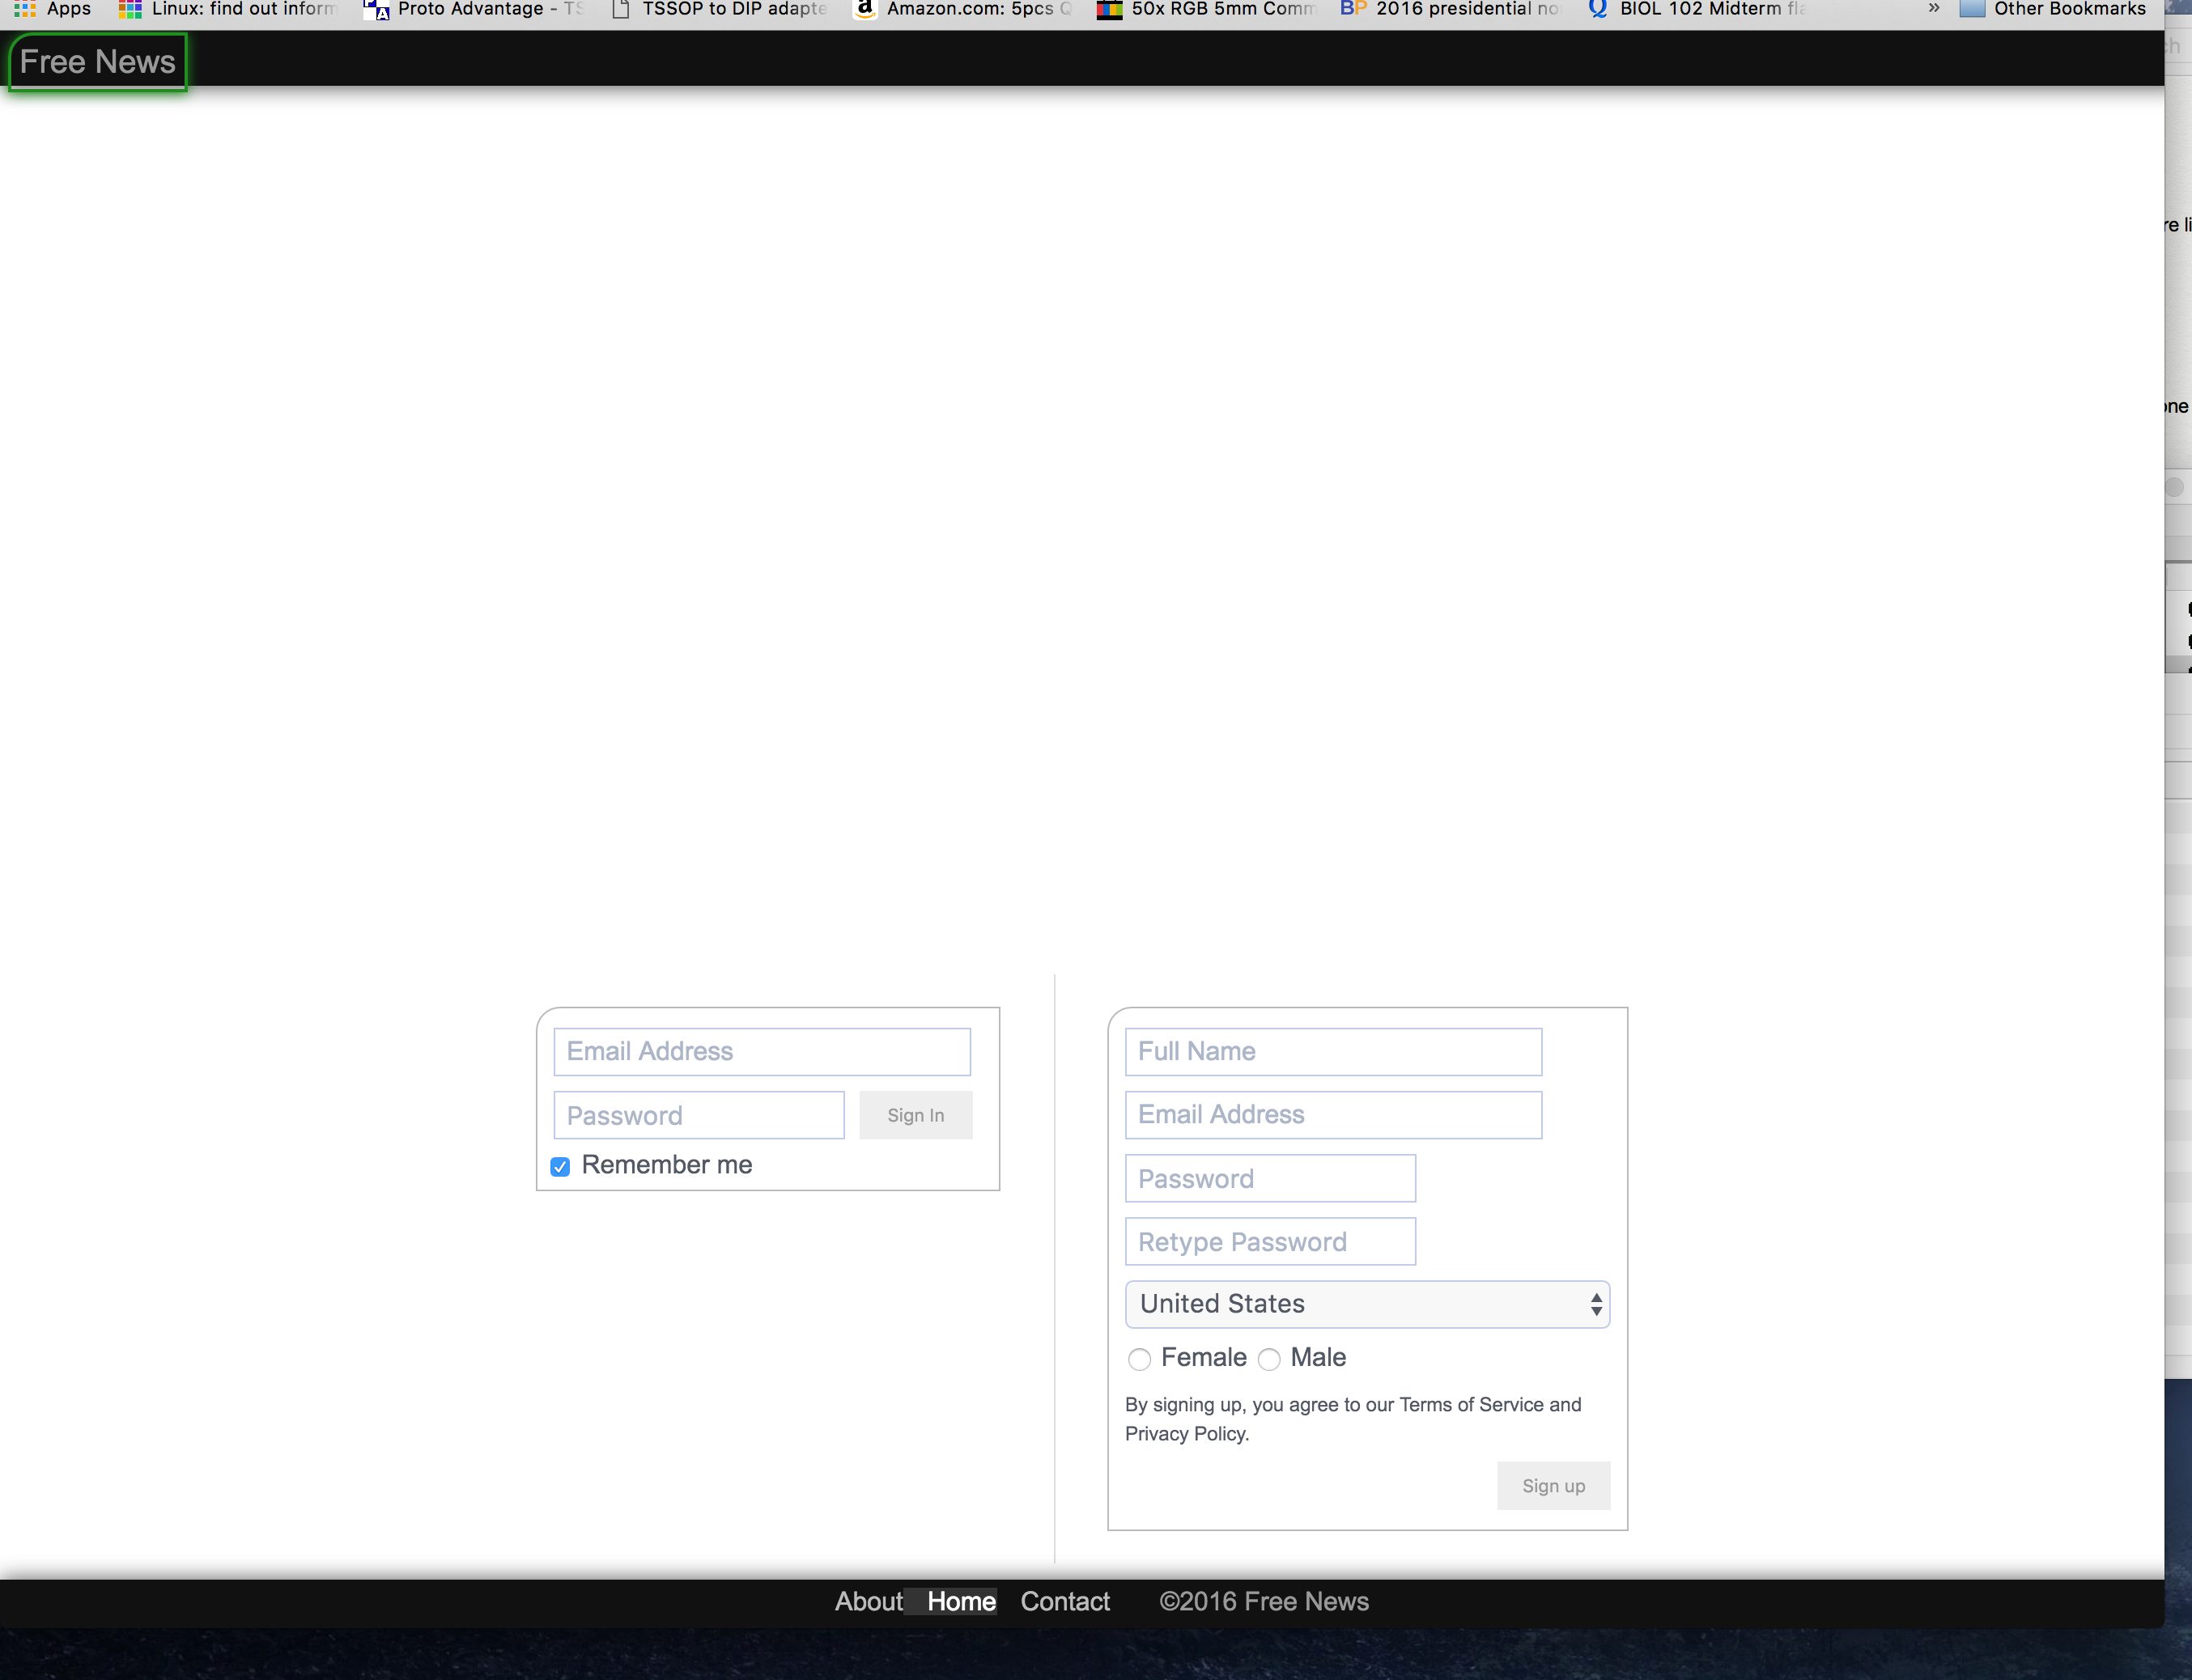 Apps Linux: find out inform Proto Advantage - TS TSSOP to DIP adapte Amazon.com: 5pcs Q 50x RGB 5mm Comm BP 2016 presidential no Q BIOL 102 Midterm fla » Other Bookmarks
Free News
re li
one
Email Address
Password Sign In
Remember me
Full Name
Email Address
Password
Retype Password
United States
Female Male
By signing up, you agree to our Terms of Service and
Privacy Policy.
Sign up
About Home Contact ©2016 Free News